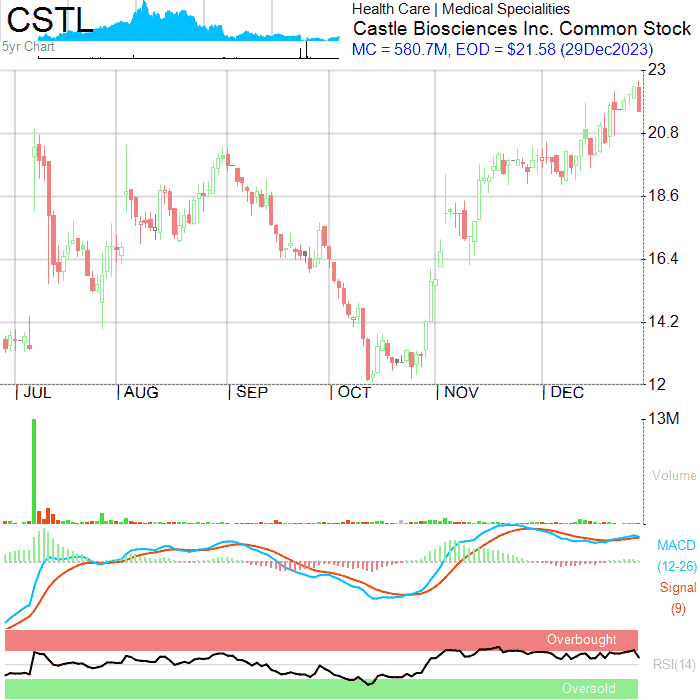 CSTL
5yr Chart
Health Care | Medical Specialities
Castle Biosciences Inc. Common Stock
MC = 580.7M, EOD = $21.58 (29Dec2023)
23
20.8
18.6
16.4
14.2
12
|JUL |AUG |SEP |OCT |NOV |DEC
13M
Volume
MACD
(12-26)
Signal
(9)
Overbought
RSI(14)
Oversold